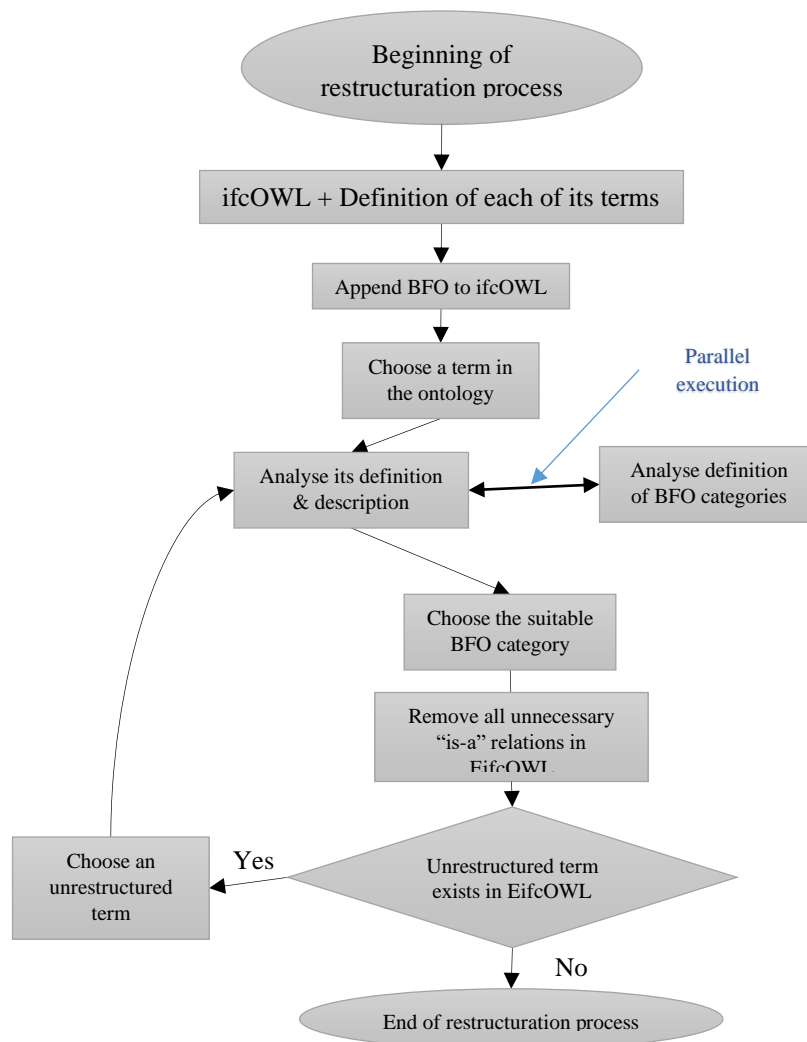 Beginning of
restructuration process
ifcOWL + Definition of each of its terms
Append BFO to ifcOWL
Choose a term in
the ontology
Parallel
execution
Analyse its definition
& description
Analyse definition
of BFO categories
Choose the suitable
BFO category
Remove all unnecessary
“is-a” relations in
EifcOWL
Choose an
unrestructured
term
Yes
Unrestructured term
exists in EifcOWL
No
End of restructuration process